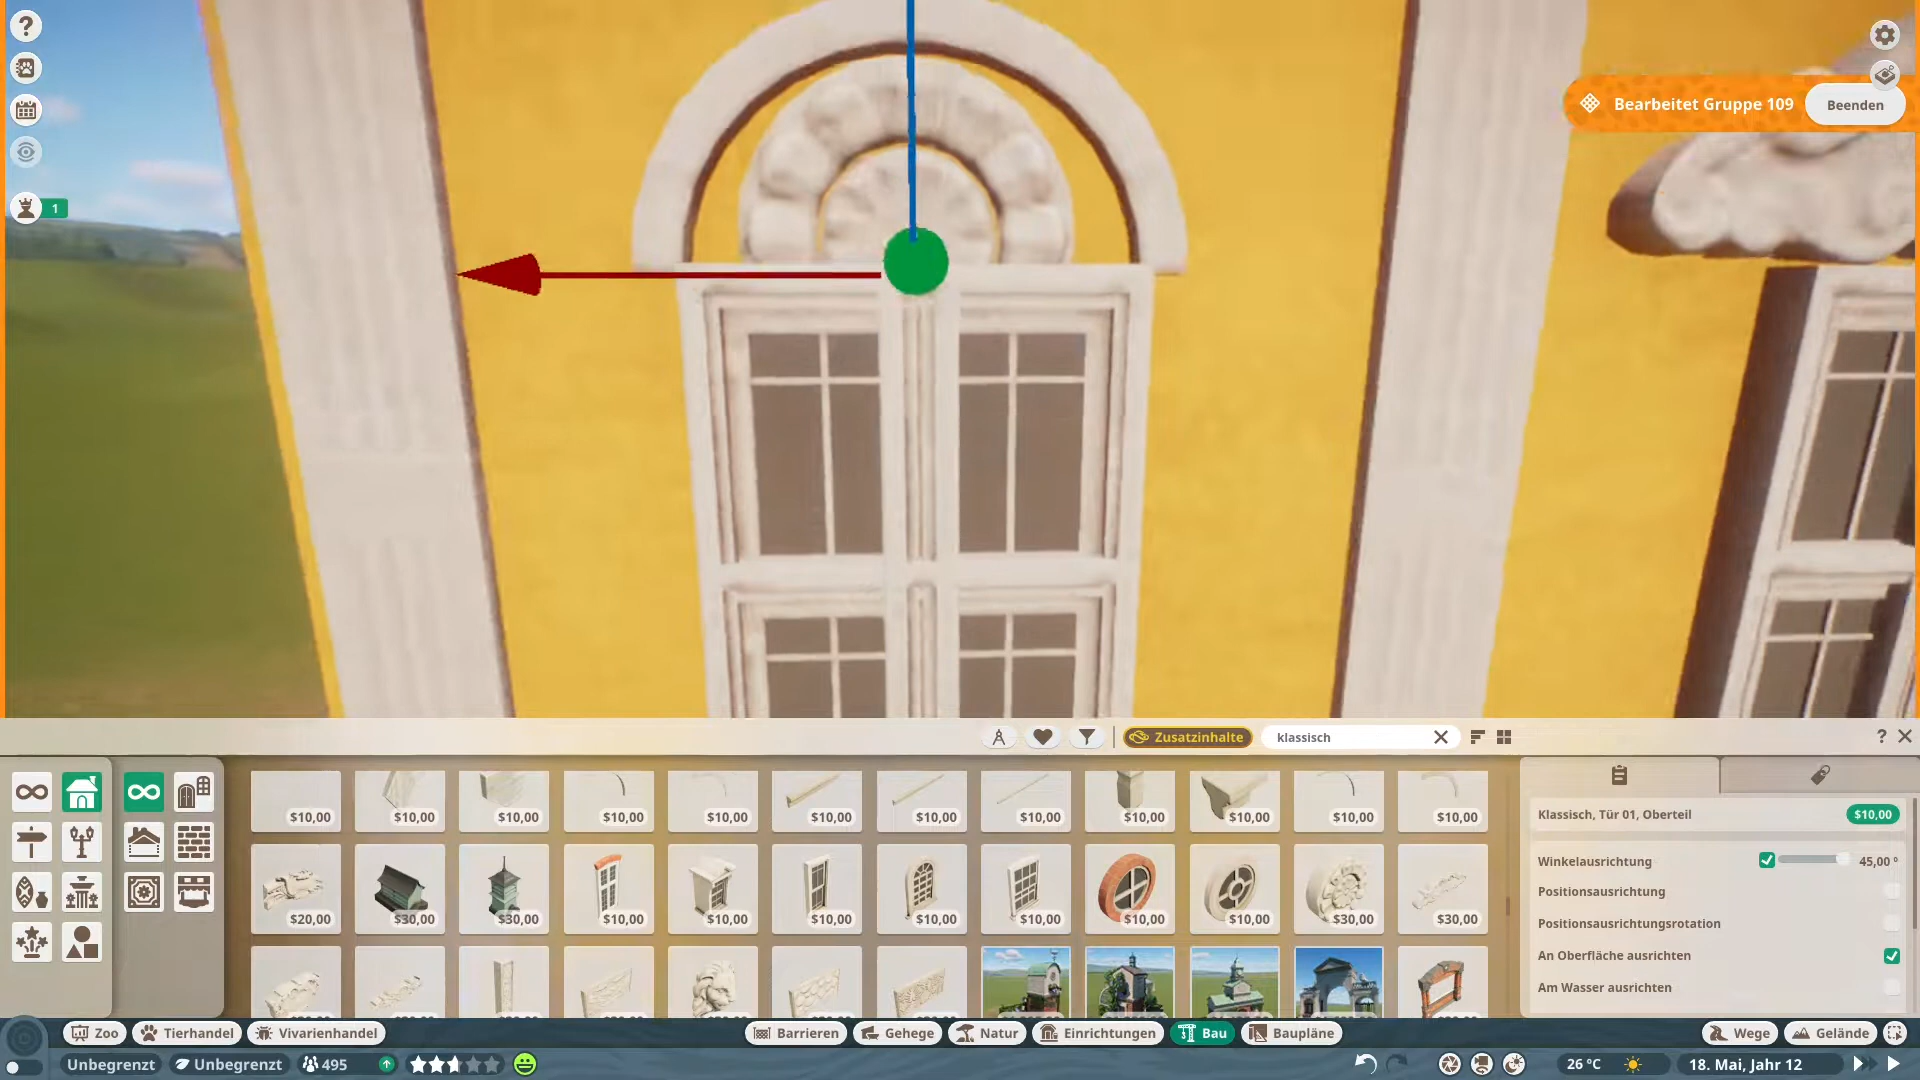 ?
1
Bearbeitet Gruppe 109
Beenden
Zusatzinhalte
klassisch
?
$10,00 $10,00 $10,00 $10,00 $10,00 $10,00 $10,00 $10,00 $10,00 $10,00 $10,00 $10,00
$20,00 $30,00 $30,00 $10,00 $10,00 $10,00 $10,00 $10,00 $10,00 $10,00 $30,00 $30,00
Klassisch, Tür 01, Oberteil $10,00
Winkelausrichtung 45,00 °
Positionsausrichtung
Positionsausrichtungsrotation
An Oberfläche ausrichten
Am Wasser ausrichten
Zoo Tierhandel Vivarienhandel Barrieren Gehege Natur Einrichtungen Bau Baupläne Wege Gelände
Unbegrenzt Unbegrenzt 495 26 °C 18. Mai, Jahr 12